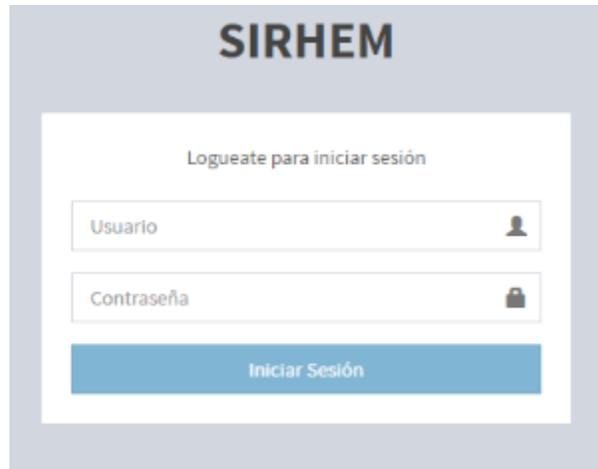 SIRHEM
Logueate para iniciar sesión
Usuario
Contraseña
Iniciar Sesión